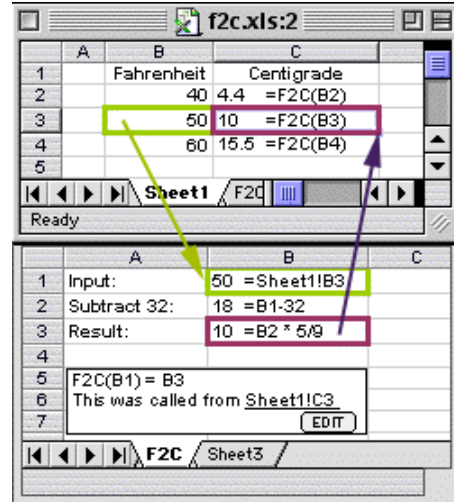 f2c.xls:2
A B C
1 Fahrenheit Centigrade
2 40 4.4 =F2C(B2)
3 50 10 =F2C(B3)
4 60 15.5 =F2C(B4)
5
Sheet1 F2C
Ready
A B C
1 Input: 50 =Sheet1!B3
2 Subtract 32: 18 =B1-32
3 Result: 10 =B2 * 5/9
4
5 F2C(B1) = B3
6 This was called from Sheet1!C3
7 EDIT
F2C Sheet3